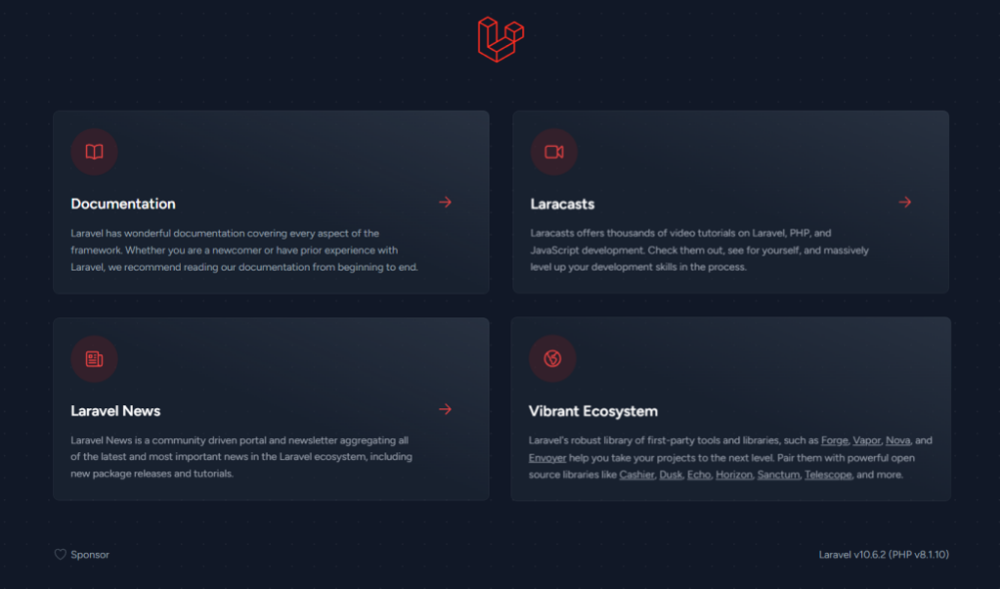 Documentation
Laravel has wonderful documentation covering every aspect of the
framework. Whether you are a newcomer or have prior experience with
Laravel, we recommend reading our documentation from beginning to end.
Laracasts
Laracasts offers thousands of video tutorials on Laravel, PHP, and
JavaScript development. Check them out, see for yourself, and massively
level up your development skills in the process.
Laravel News
Laravel News is a community driven portal and newsletter aggregating all
of the latest and most important news in the Laravel ecosystem, including
new package releases and tutorials.
Vibrant Ecosystem
Laravel's robust library of first-party tools and libraries, such as Forge, Vapor, Nova, and
Envoyer help you take your projects to the next level. Pair them with powerful open
source libraries like Cashier, Dusk, Echo, Horizon, Sanctum, Telescope, and more.
Sponsor
Laravel v10.6.2 (PHP v8.1.10)